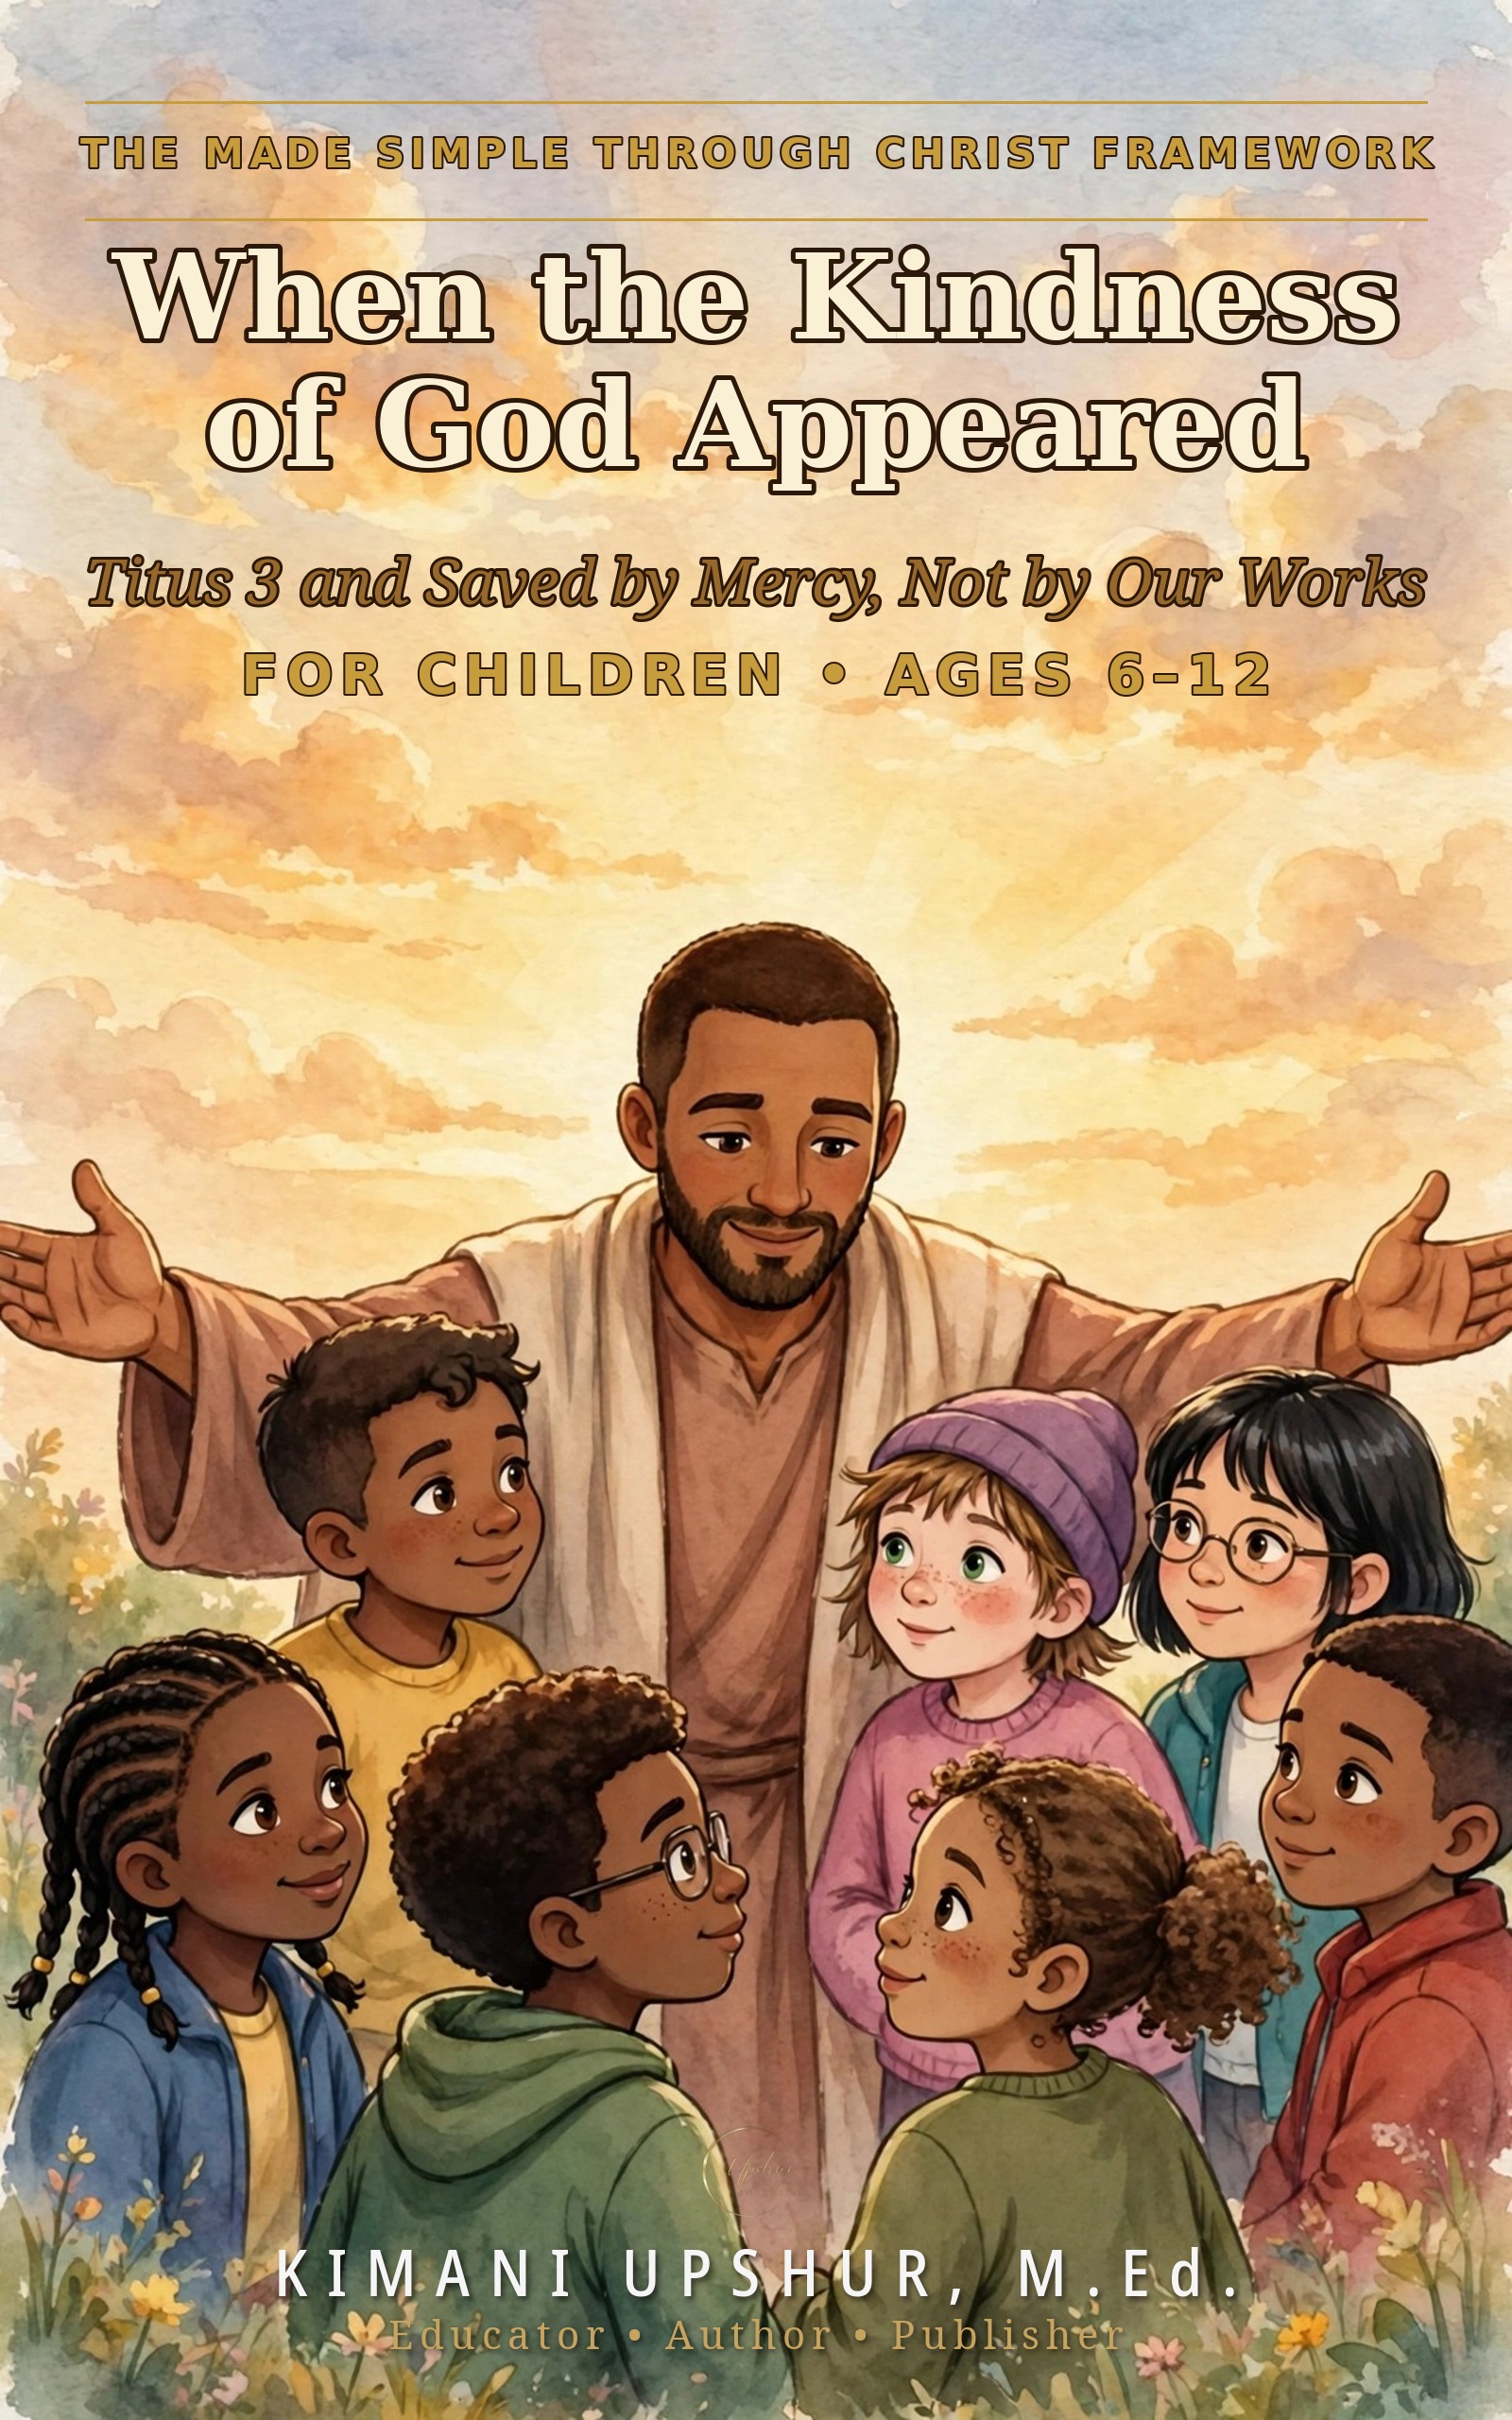 THE MADE SIMPLE THROUGH CHRIST FRAMEWORK
When the Kindness
of God Appeared
Titus 3 and Saved by Mercy, Not by Our Works
FOR CHILDREN • AGES 6–12
KIMANI UPSHUR, M.Ed.
Educator • Author • Publisher